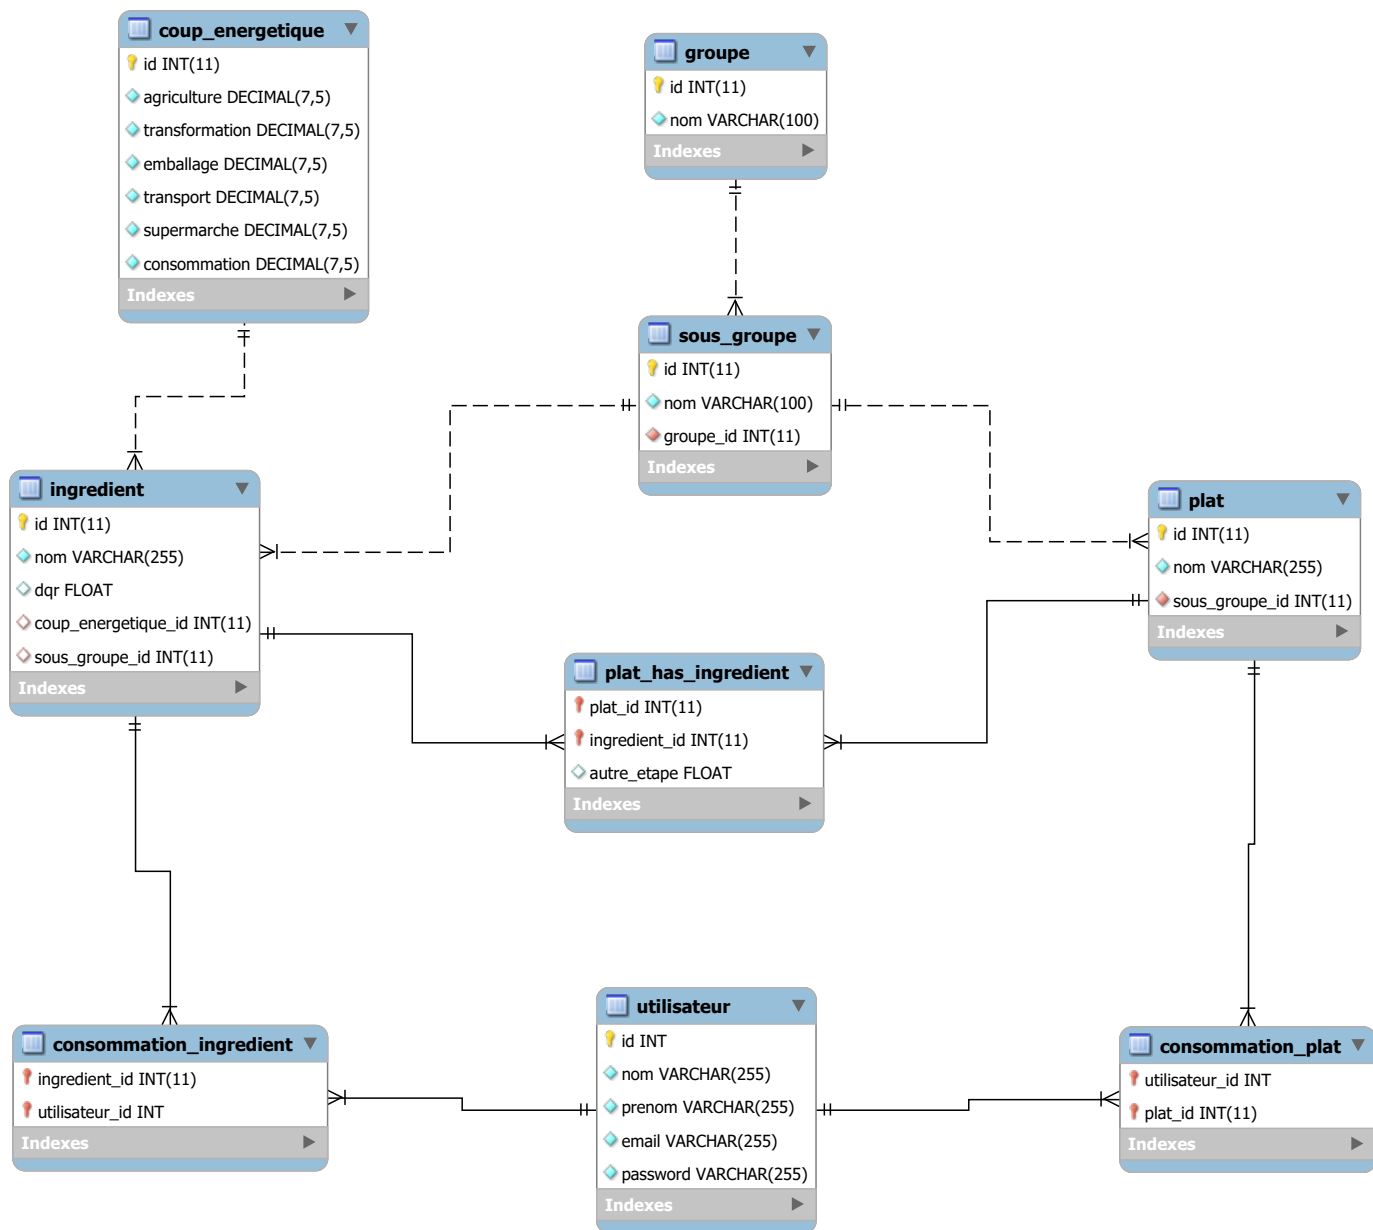 coup_energetique
id INT(11)
agriculture DECIMAL(7,5)
transformation DECIMAL(7,5)
emballage DECIMAL(7,5)
transport DECIMAL(7,5)
supermarche DECIMAL(7,5)
consommation DECIMAL(7,5)
Indexes
groupe
id INT(11)
nom VARCHAR(100)
Indexes
sous_groupe
id INT(11)
nom VARCHAR(100)
groupe_id INT(11)
Indexes
ingredient
id INT(11)
nom VARCHAR(255)
dqr FLOAT
coup_energetique_id INT(11)
sous_groupe_id INT(11)
Indexes
plat
id INT(11)
nom VARCHAR(255)
sous_groupe_id INT(11)
Indexes
plat_has_ingredient
plat_id INT(11)
ingredient_id INT(11)
autre_etape FLOAT
Indexes
consommation_ingredient
ingredient_id INT(11)
utilisateur_id INT
Indexes
utilisateur
id INT
nom VARCHAR(255)
prenom VARCHAR(255)
email VARCHAR(255)
password VARCHAR(255)
Indexes
consommation_plat
utilisateur_id INT
plat_id INT(11)
Indexes